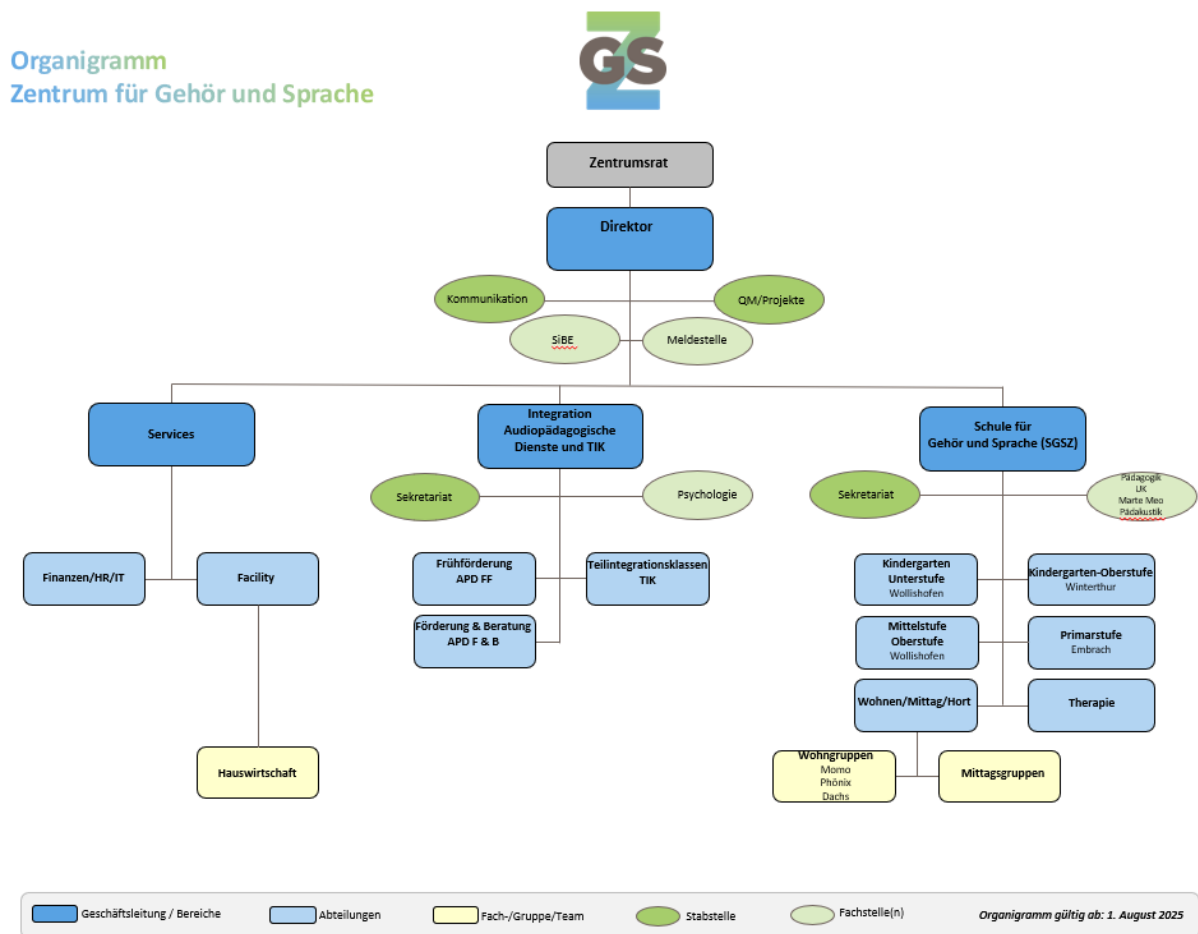 Organigramm
Zentrum für Gehör und Sprache
ZGS
Zentrumsrat
Direktor
Kommunikation
QM/Projekte
SiBE
Meldestelle
Services
Integration
Audiopädagogische
Dienste und TIK
Schule für
Gehör und Sprache (SGSZ)
Sekretariat
Psychologie
Sekretariat
Pädagogik
UK
Marte Meo
Pädakustik
Finanzen/HR/IT
Facility
Frühförderung
APD FF
Teilintegrationsklassen
TIK
Kindergarten
Unterstufe
Wollishofen
Kindergarten-Oberstufe
Winterthur
Förderung & Beratung
APD F & B
Mittelstufe
Oberstufe
Wollishofen
Primarstufe
Embrach
Wohnen/Mittag/Hort
Therapie
Hauswirtschaft
Wohngruppen
Momo
Phönix
Dachs
Mittagsgruppen
Geschäftsleitung / Bereiche
Abteilungen
Fach-/Gruppe/Team
Stabstelle
Fachstelle(n)
Organigramm gültig ab: 1. August 2025